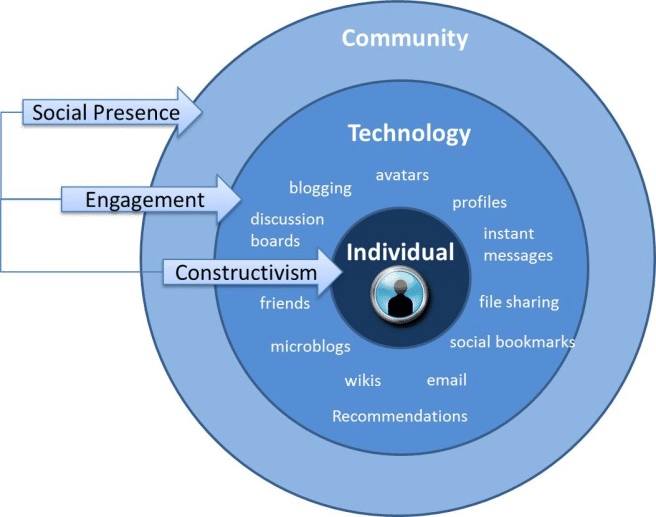 Community
Social Presence
Technology
avatars
blogging
profiles
Engagement
discussion
boards
instant
messages
Individual
Constructivism
friends
file sharing
microblogs
social bookmarks
wikis
email
Recommendations